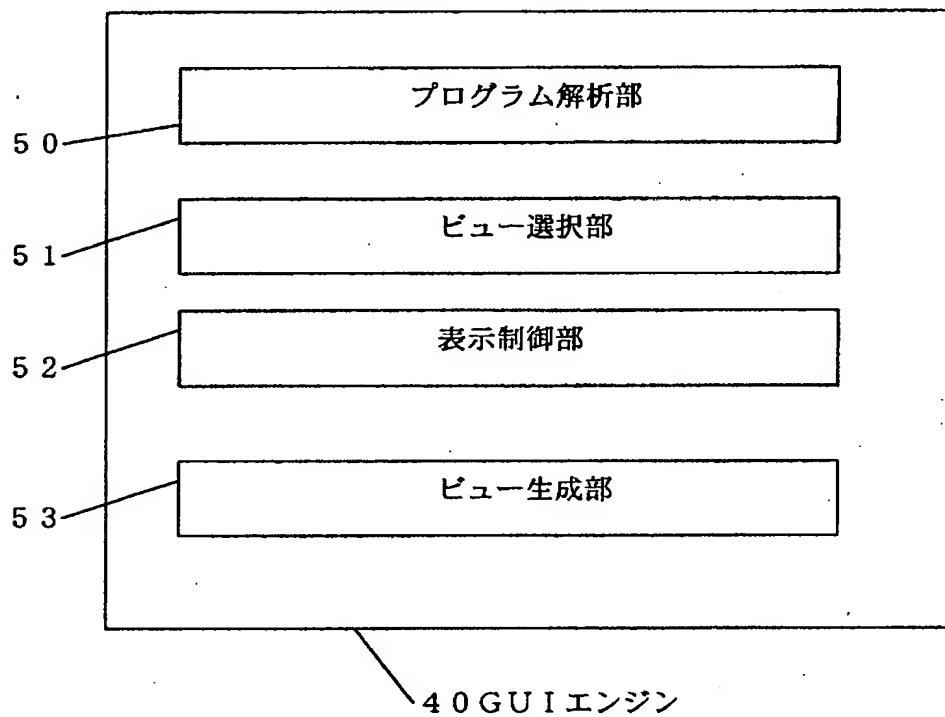 プログラム解析部
５０
ビュー選択部
５１
表示制御部
５２
ビュー生成部
５３
４０ＧＵＩエンジン